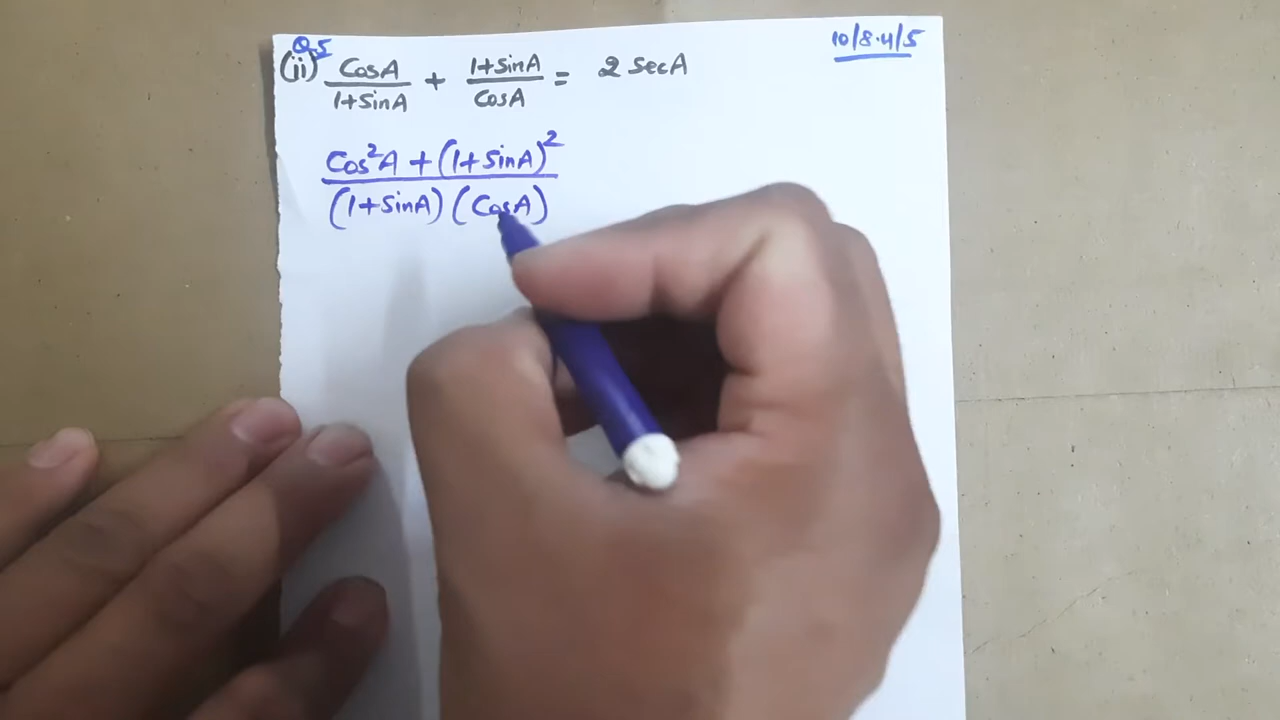 Q.5
10/8.4/5
(ii) CosA/1+SinA + 1+SinA/CosA = 2 SecA
Cos²A + (1+SinA)²
(1+SinA) (CosA)